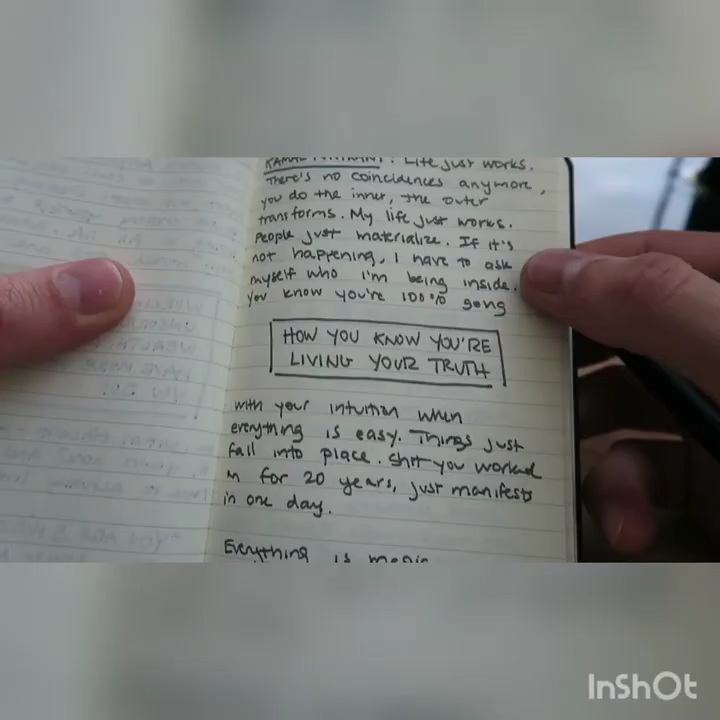 KAMAL RAVIKANT: Life just works.
There's no coincidences anymore,
you do the inner, the outer
transforms. My life just works.
People just materialize. If it's
not happening, I have to ask
myself who I'm being inside.
You know you're 100% going
HOW YOU KNOW YOU'RE
LIVING YOUR TRUTH
with your intuition when
everything is easy. Things just
fall into place. Shit you worked
on for 20 years, just manifests
in one day.
Everything is magic
InShOt